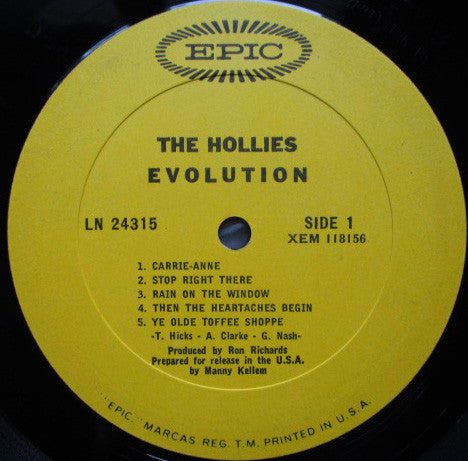 EPIC
THE HOLLIES
EVOLUTION
LN 24315
SIDE 1
XEM 118156
1. CARRIE-ANNE
2. STOP RIGHT THERE
3. RAIN ON THE WINDOW
4. THEN THE HEARTACHES BEGIN
5. YE OLDE TOFFEE SHOPPE
-T. Hicks- A. Clarke- G. Nash-
Produced by Ron Richards
Prepared for release in the U.S.A.
by Manny Kellem
"EPIC," MARCAS REG. T.M. PRINTED IN U.S.A.